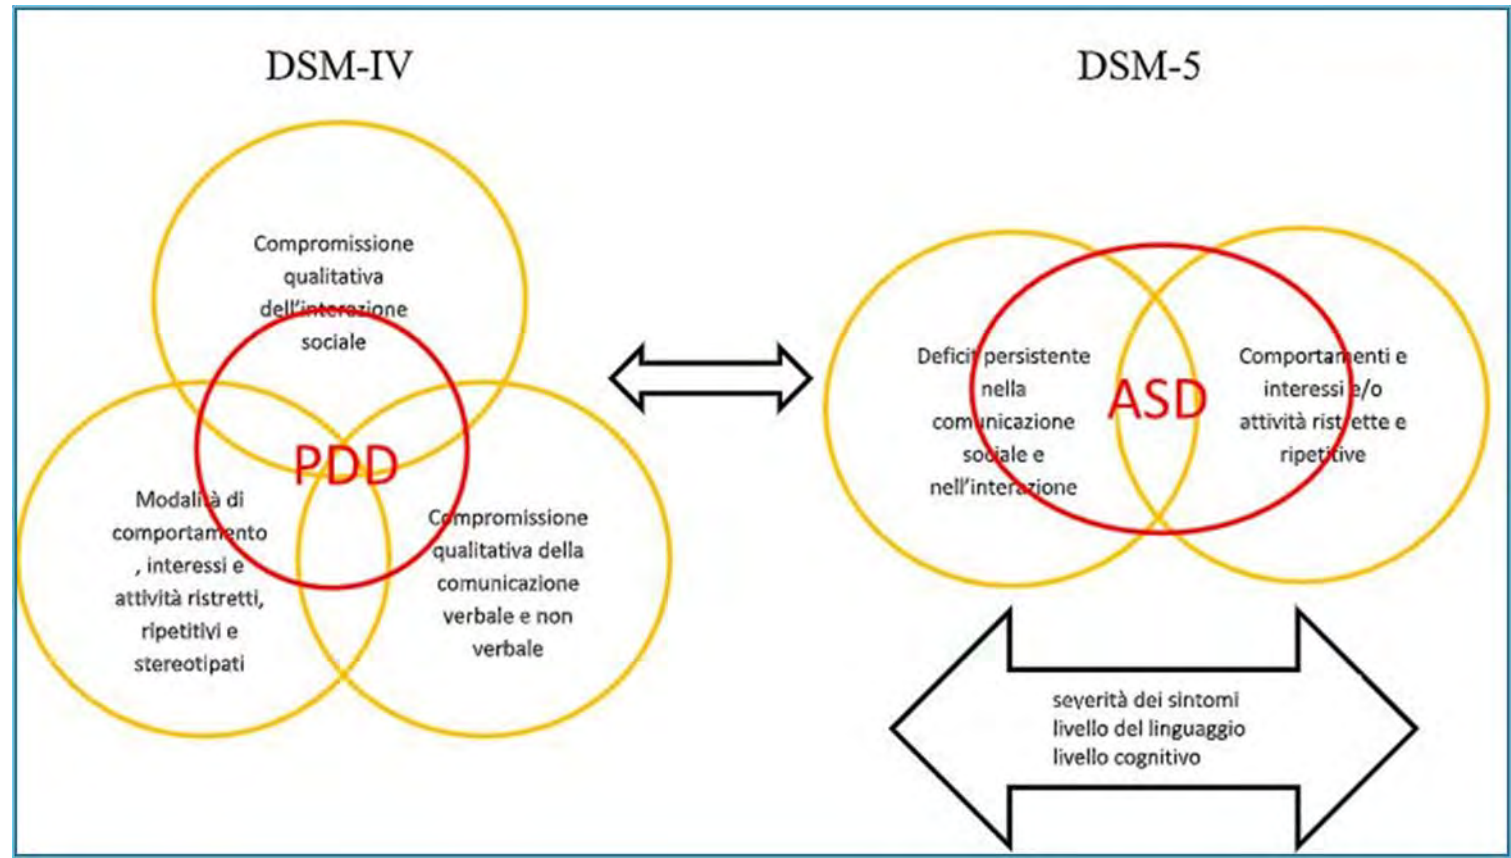 DSM-IV
Compromissione
qualitativa
dell'interazione
sociale
PDD
Modalità di
comportamento
, interessi e
attività ristretti,
ripetitivi e
stereotipati
Compromissione
qualitativa della
comunicazione
verbale e non
verbale
DSM-5
Deficit persistente
nella
comunicazione
sociale e
nell'interazione
ASD
Comportamenti e
interessi e/o
attività ristrette e
ripetitive
severità dei sintomi
livello del linguaggio
livello cognitivo